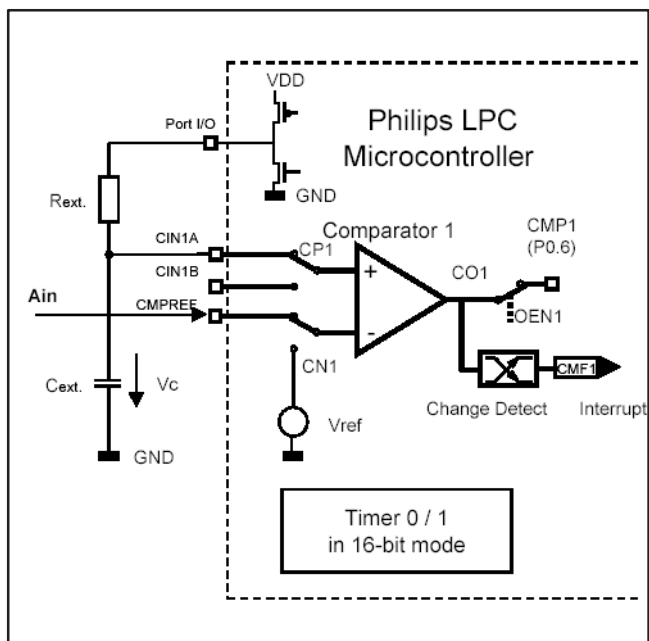 VDD
Port I/O
Philips LPC
Microcontroller
Rext.
GND
Comparator 1
CIN1A
CP1
CMP1
(P0.6)
CIN1B
+
CO1
Ain
CMPREF
-
OEN1
CN1
Cext.
Vc
CMF1
Vref
Change Detect
Interrupt
GND
Timer 0 / 1
in 16-bit mode